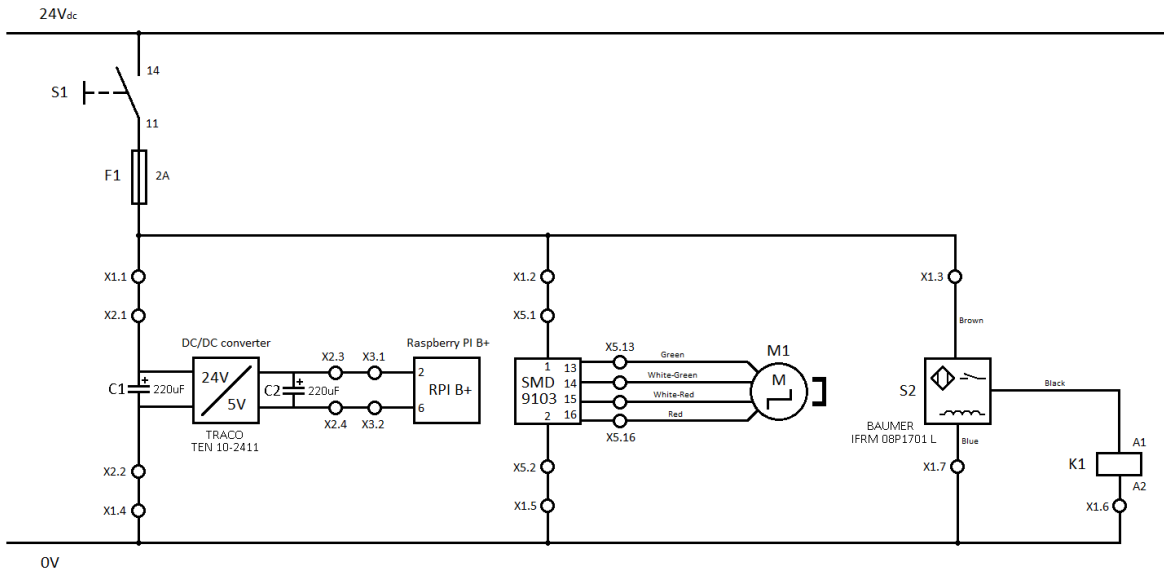 24Vdc
14
S1
11
F1
2A
X1.1
X1.2
X1.3
X2.1
X5.1
Brown
DC/DC converter
X2.3
X3.1
Raspberry PI B+
X5.13
Green
M1
24V
5V
2
RPI B+
6
1
SMD
9103
2
13
14
15
16
White-Green
White-Red
Red
M
C1
+
220uF
C2
+
220uF
S2
Black
X2.4
X3.2
X5.16
TRACO
TEN 10-2411
BAUMER
IFRM 08P1701 L
Blue
A1
K1
A2
X2.2
X5.2
X1.7
X1.4
X1.5
X1.6
0V